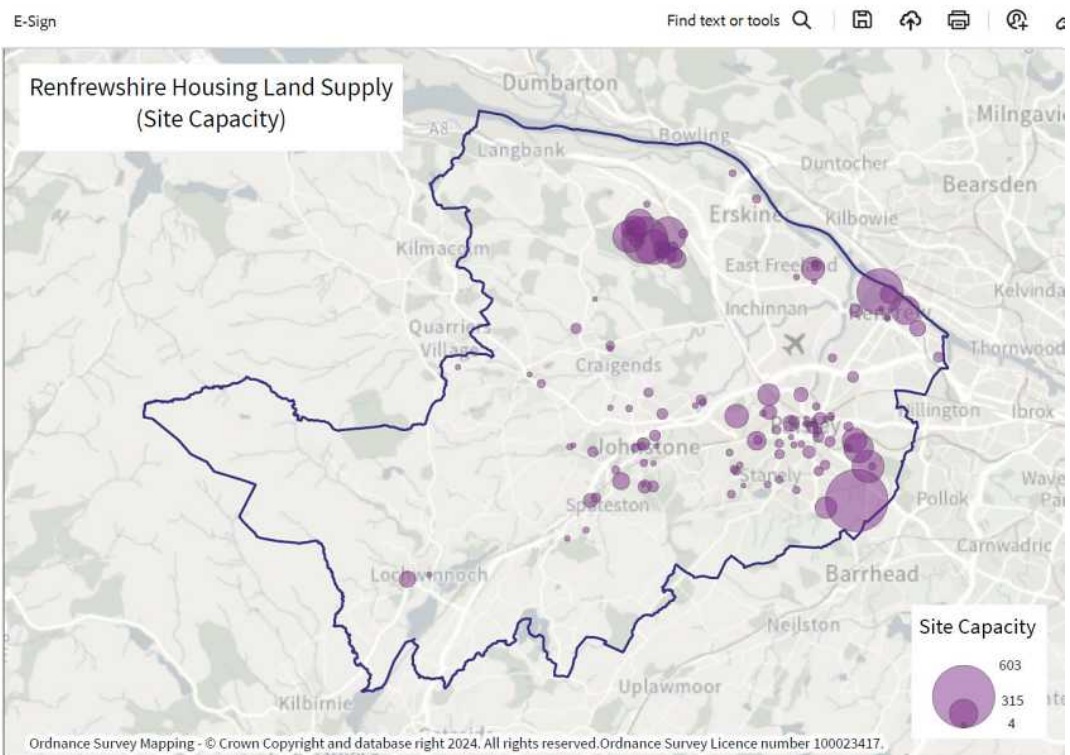 E-Sign
Find text or tools
Renfrewshire Housing Land Supply
(Site Capacity)
Dumbarton
Milngavie
A8
Bowling
Langbank
Duntocher
Bearsden
Erskine
Kilbowie
Kilmacolm
East Freeland
Kelvinda
Inchinnan
Renfrew
Quarriers
Village
Thornwood
Craigends
Hillington
Ibrox
Paisley
Johnstone
Stanely
Wave
Pa
Pollok
Spateston
Carnwadric
Lochwinnoch
Barrhead
Neilston
Site Capacity
603
315
4
Uplawmoor
Kilbirnie
Ordnance Survey Mapping - © Crown Copyright and database right 2024. All rights reserved.Ordnance Survey Licence number 100023417.